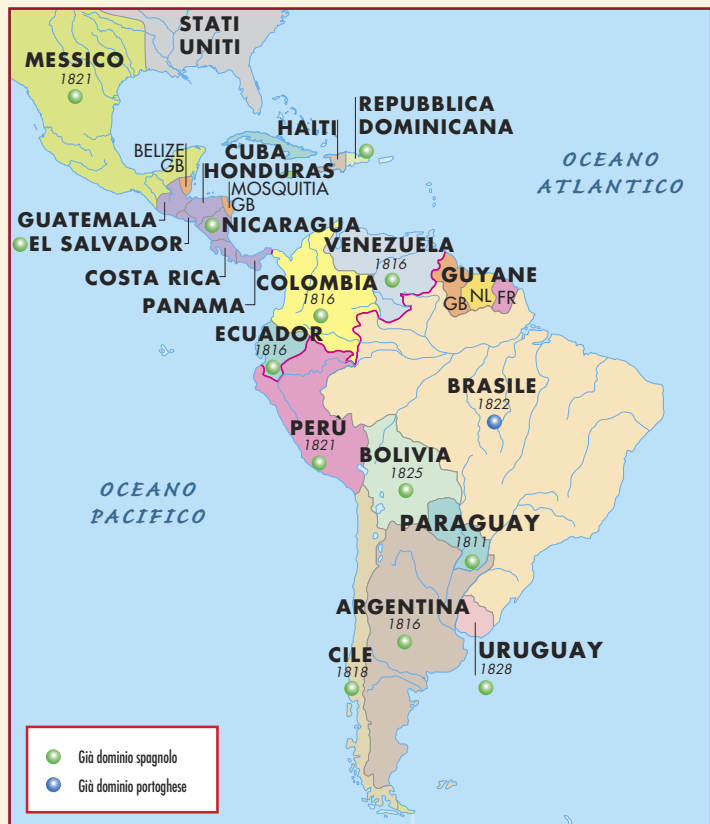 STATI
UNITI
MESSICO
1821
REPUBBLICA
DOMINICANA
HAITI
CUBA
BELIZE
GB
HONDURAS
MOSQUITIA
GB
OCEANO
ATLANTICO
GUATEMALA
NICARAGUA
EL SALVADOR
COSTA RICA
PANAMA
VENEZUELA
1816
GUYANE
GB
NL
FR
COLOMBIA
1816
ECUADOR
1816
BRASILE
1822
PERÙ
1821
BOLIVIA
1825
OCEANO
PACIFICO
PARAGUAY
1811
ARGENTINA
1816
CILE
1818
URUGUAY
1828
Già dominio spagnolo
Già dominio portoghese